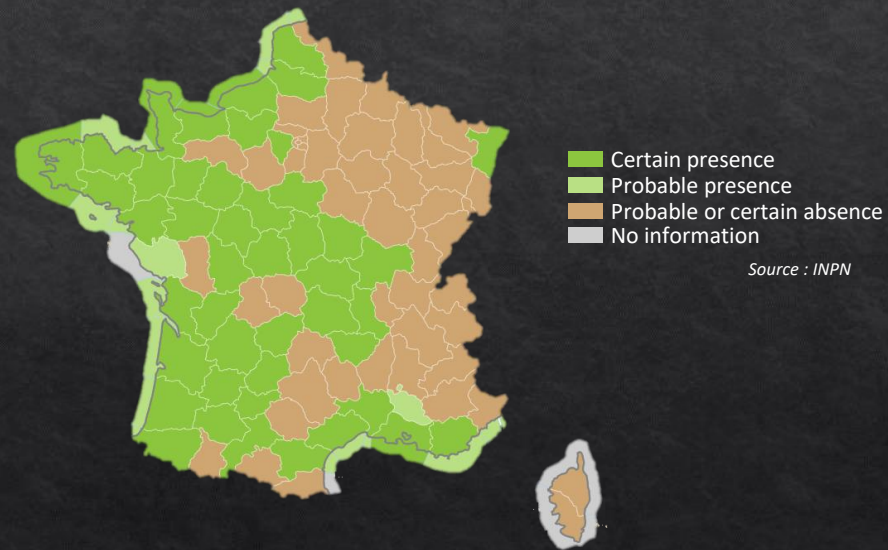 Certain presence
Probable presence
Probable or certain absence
No information
Source : INPN